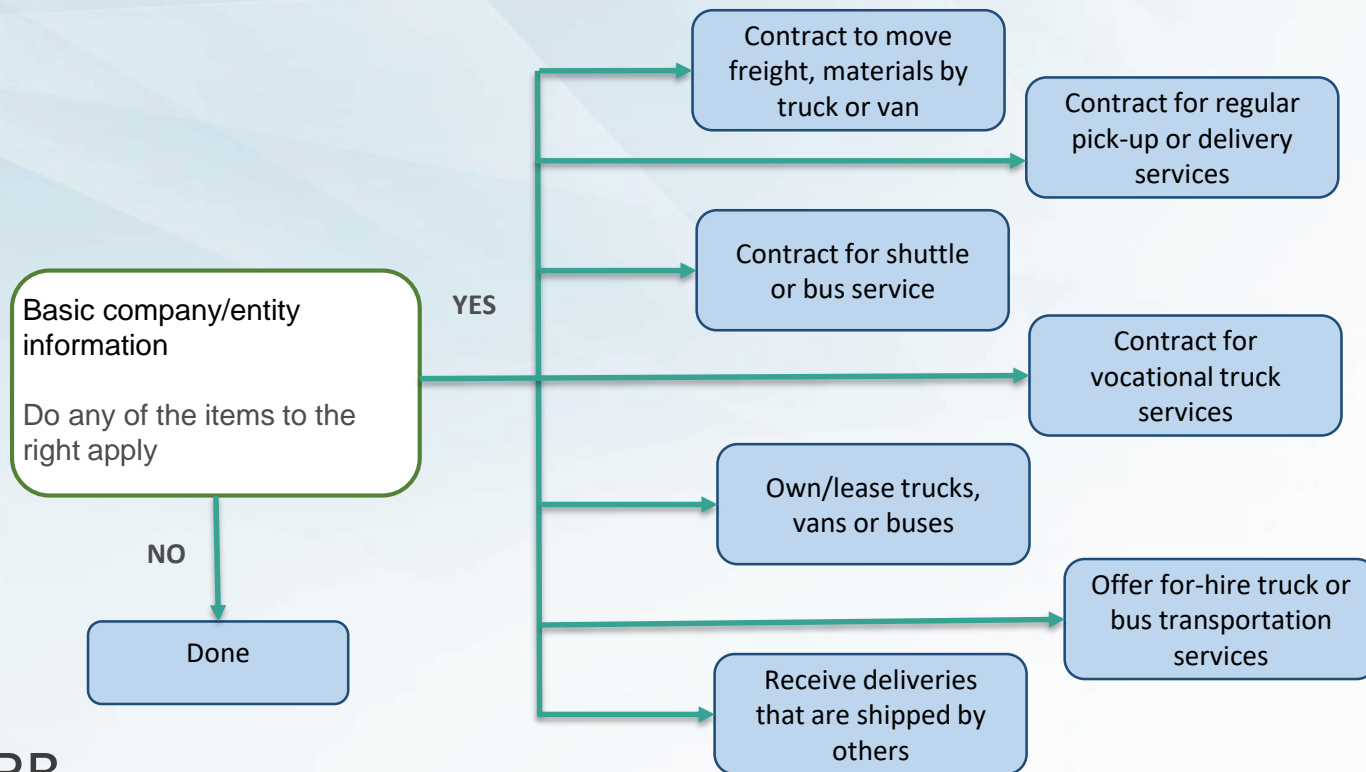 Contract to move
freight, materials by
truck or van
Contract for regular
pick-up or delivery
services
Contract for shuttle
or bus service
Basic company/entity
information
Do any of the items to the
right apply
YES
Contract for
vocational truck
services
Own/lease trucks,
vans or buses
NO
Offer for-hire truck or
bus transportation
services
Done
Receive deliveries
that are shipped by
others